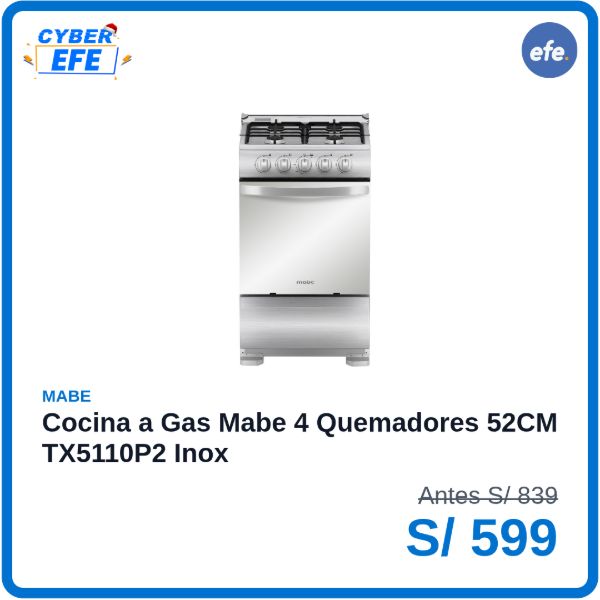 CYBER
EFE
efe.
mabe
MABE
Cocina a Gas Mabe 4 Quemadores 52CM
TX5110P2 Inox
Antes S/ 839
S/ 599